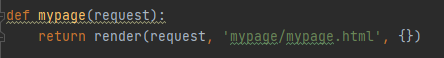 def mypage(request):
    return render(request, 'mypage/mypage.html', {})